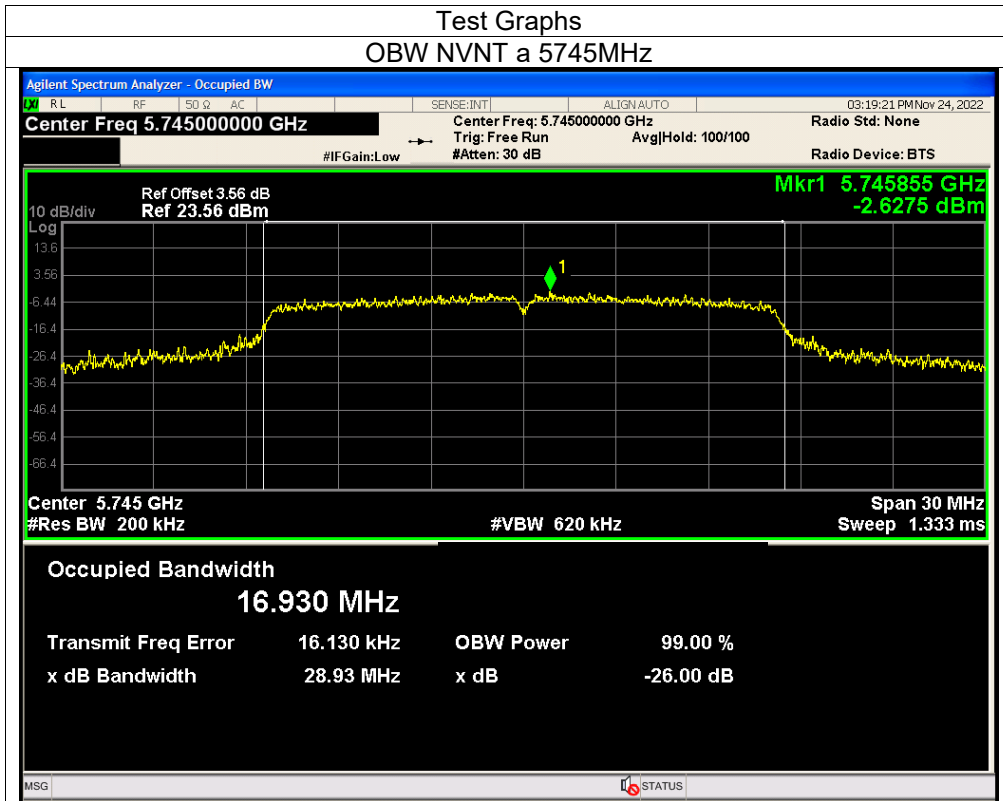 Test Graphs
OBW NVNT a 5745MHz
Agilent Spectrum Analyzer - Occupied BW
LXI RL RF 50 Ω AC SENSE:INT ALIGN AUTO 03:19:21 PM Nov 24, 2022
Center Freq 5.745000000 GHz Center Freq: 5.745000000 GHz Radio Std: None
Trig: Free Run Avg|Hold: 100/100
#IFGain:Low #Atten: 30 dB Radio Device: BTS
Mkr1 5.745855 GHz
-2.6275 dBm
Ref Offset 3.56 dB
10 dB/div Ref 23.56 dBm
Log
13.6
3.56
-6.44
-16.4
-26.4
-36.4
-46.4
-56.4
-66.4
1
Center 5.745 GHz Span 30 MHz
#Res BW 200 kHz #VBW 620 kHz Sweep 1.333 ms
Occupied Bandwidth
16.930 MHz
Transmit Freq Error 16.130 kHz OBW Power 99.00 %
x dB Bandwidth 28.93 MHz x dB -26.00 dB
MSG STATUS